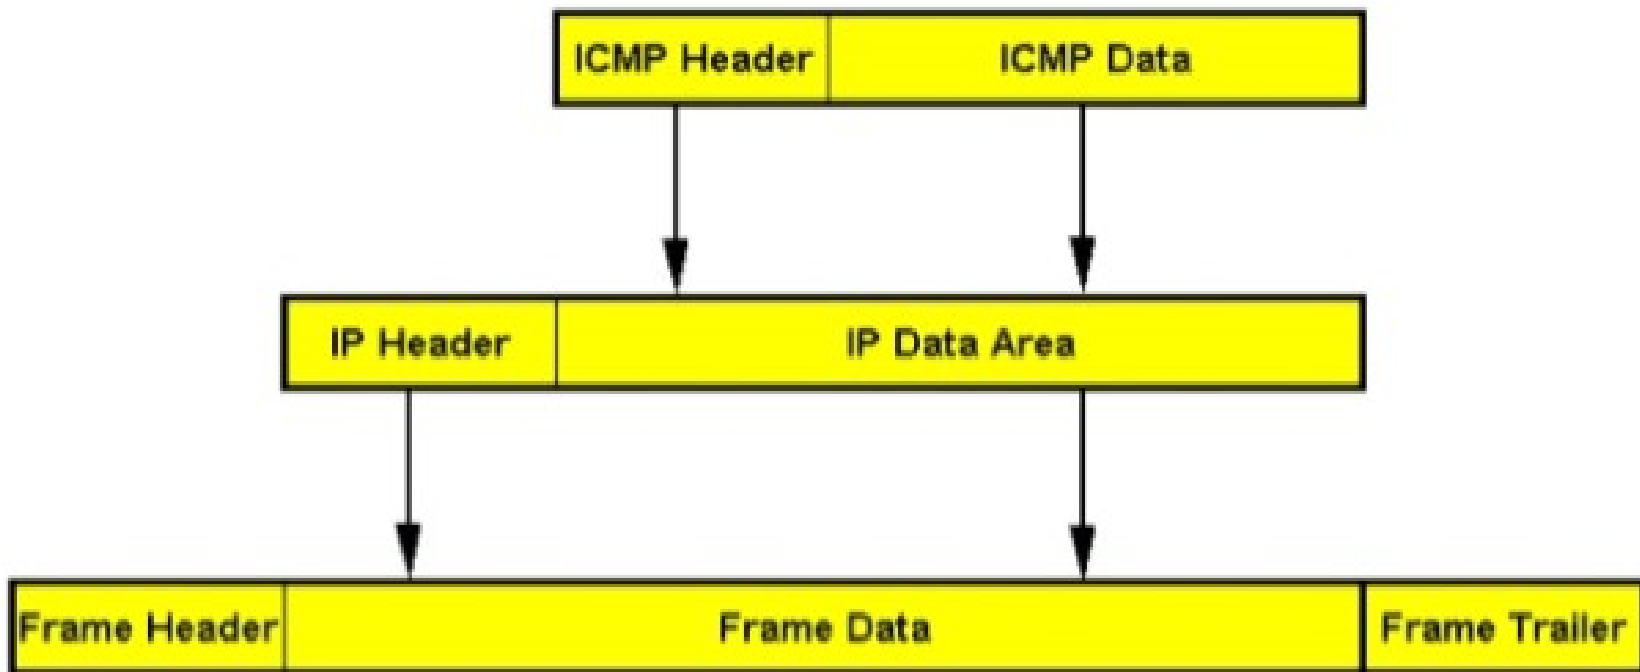 ICMP Header ICMP Data
IP Header IP Data Area
Frame Header Frame Data Frame Trailer